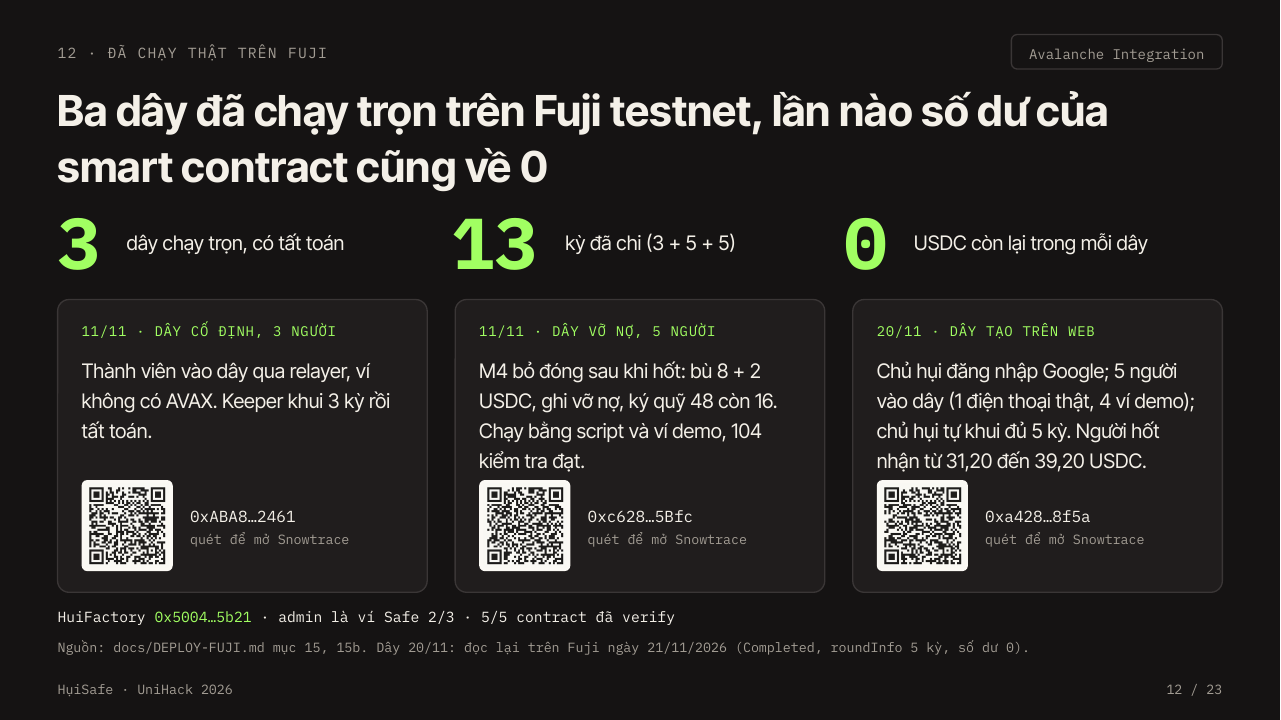 12 · ĐÃ CHẠY THẬT TRÊN FUJI
Avalanche Integration
Ba dây đã chạy trọn trên Fuji testnet, lần nào số dư của
smart contract cũng về 0
3 dây chạy trọn, có tất toán
13 kỳ đã chi (3 + 5 + 5)
0 USDC còn lại trong mỗi dây
11/11 · DÂY CỐ ĐỊNH, 3 NGƯỜI
Thành viên vào dây qua relayer, ví
không có AVAX. Keeper khui 3 kỳ rồi
tất toán.
0xABA8…2461
quét để mở Snowtrace
11/11 · DÂY VỠ NỢ, 5 NGƯỜI
M4 bỏ đóng sau khi hốt: bù 8 + 2
USDC, ghi vỡ nợ, ký quỹ 48 còn 16.
Chạy bằng script và ví demo, 104
kiểm tra đạt.
0xc628…5Bfc
quét để mở Snowtrace
20/11 · DÂY TẠO TRÊN WEB
Chủ hụi đăng nhập Google; 5 người
vào dây (1 điện thoại thật, 4 ví demo);
chủ hụi tự khui đủ 5 kỳ. Người hốt
nhận từ 31,20 đến 39,20 USDC.
0xa428…8f5a
quét để mở Snowtrace
HuiFactory 0x5004…5b21 · admin là ví Safe 2/3 · 5/5 contract đã verify
Nguồn: docs/DEPLOY-FUJI.md mục 15, 15b. Dây 20/11: đọc lại trên Fuji ngày 21/11/2026 (Completed, roundInfo 5 kỳ, số dư 0).
HụiSafe · UniHack 2026
12 / 23